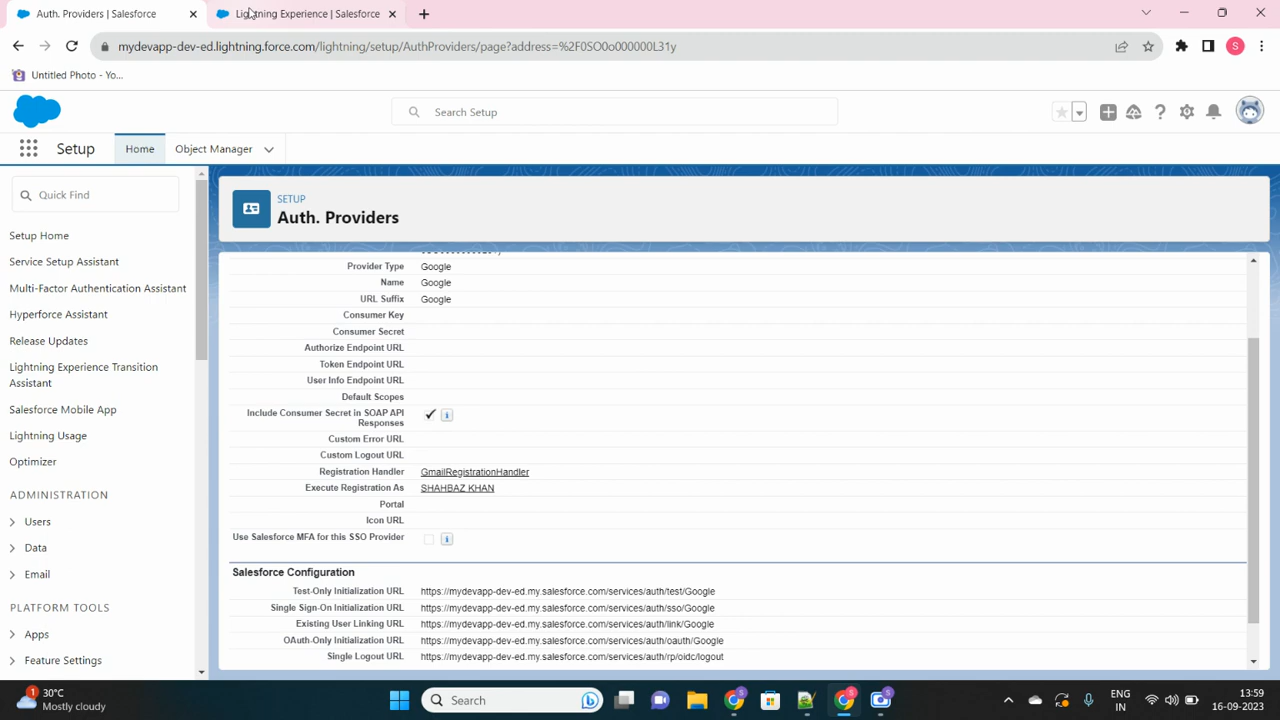 Auth. Providers | Salesforce
Lightning Experience | Salesforce
mydevapp-dev-ed.lightning.force.com/lightning/setup/AuthProviders/page?address=%2F0SO0o000000L31y
S
Untitled Photo - Yo...
Search Setup
Setup
Home
Object Manager
Quick Find
Setup Home
Service Setup Assistant
Multi-Factor Authentication Assistant
Hyperforce Assistant
Release Updates
Lightning Experience Transition
Assistant
Salesforce Mobile App
Lightning Usage
Optimizer
ADMINISTRATION
Users
Data
Email
PLATFORM TOOLS
Apps
Feature Settings
SETUP
Auth. Providers
Provider Type Google
Name Google
URL Suffix Google
Consumer Key
Consumer Secret
Authorize Endpoint URL
Token Endpoint URL
User Info Endpoint URL
Default Scopes
Include Consumer Secret in SOAP API
Responses
Custom Error URL
Custom Logout URL
Registration Handler GmailRegistrationHandler
Execute Registration As SHAHBAZ KHAN
Portal
Icon URL
Use Salesforce MFA for this SSO Provider
Salesforce Configuration
Test-Only Initialization URL https://mydevapp-dev-ed.my.salesforce.com/services/auth/test/Google
Single Sign-On Initialization URL https://mydevapp-dev-ed.my.salesforce.com/services/auth/sso/Google
Existing User Linking URL https://mydevapp-dev-ed.my.salesforce.com/services/auth/link/Google
OAuth-Only Initialization URL https://mydevapp-dev-ed.my.salesforce.com/services/auth/oauth/Google
Single Logout URL https://mydevapp-dev-ed.my.salesforce.com/services/auth/rp/oidc/logout
1
30°C
Mostly cloudy
Search
ENG
IN
13:59
16-09-2023